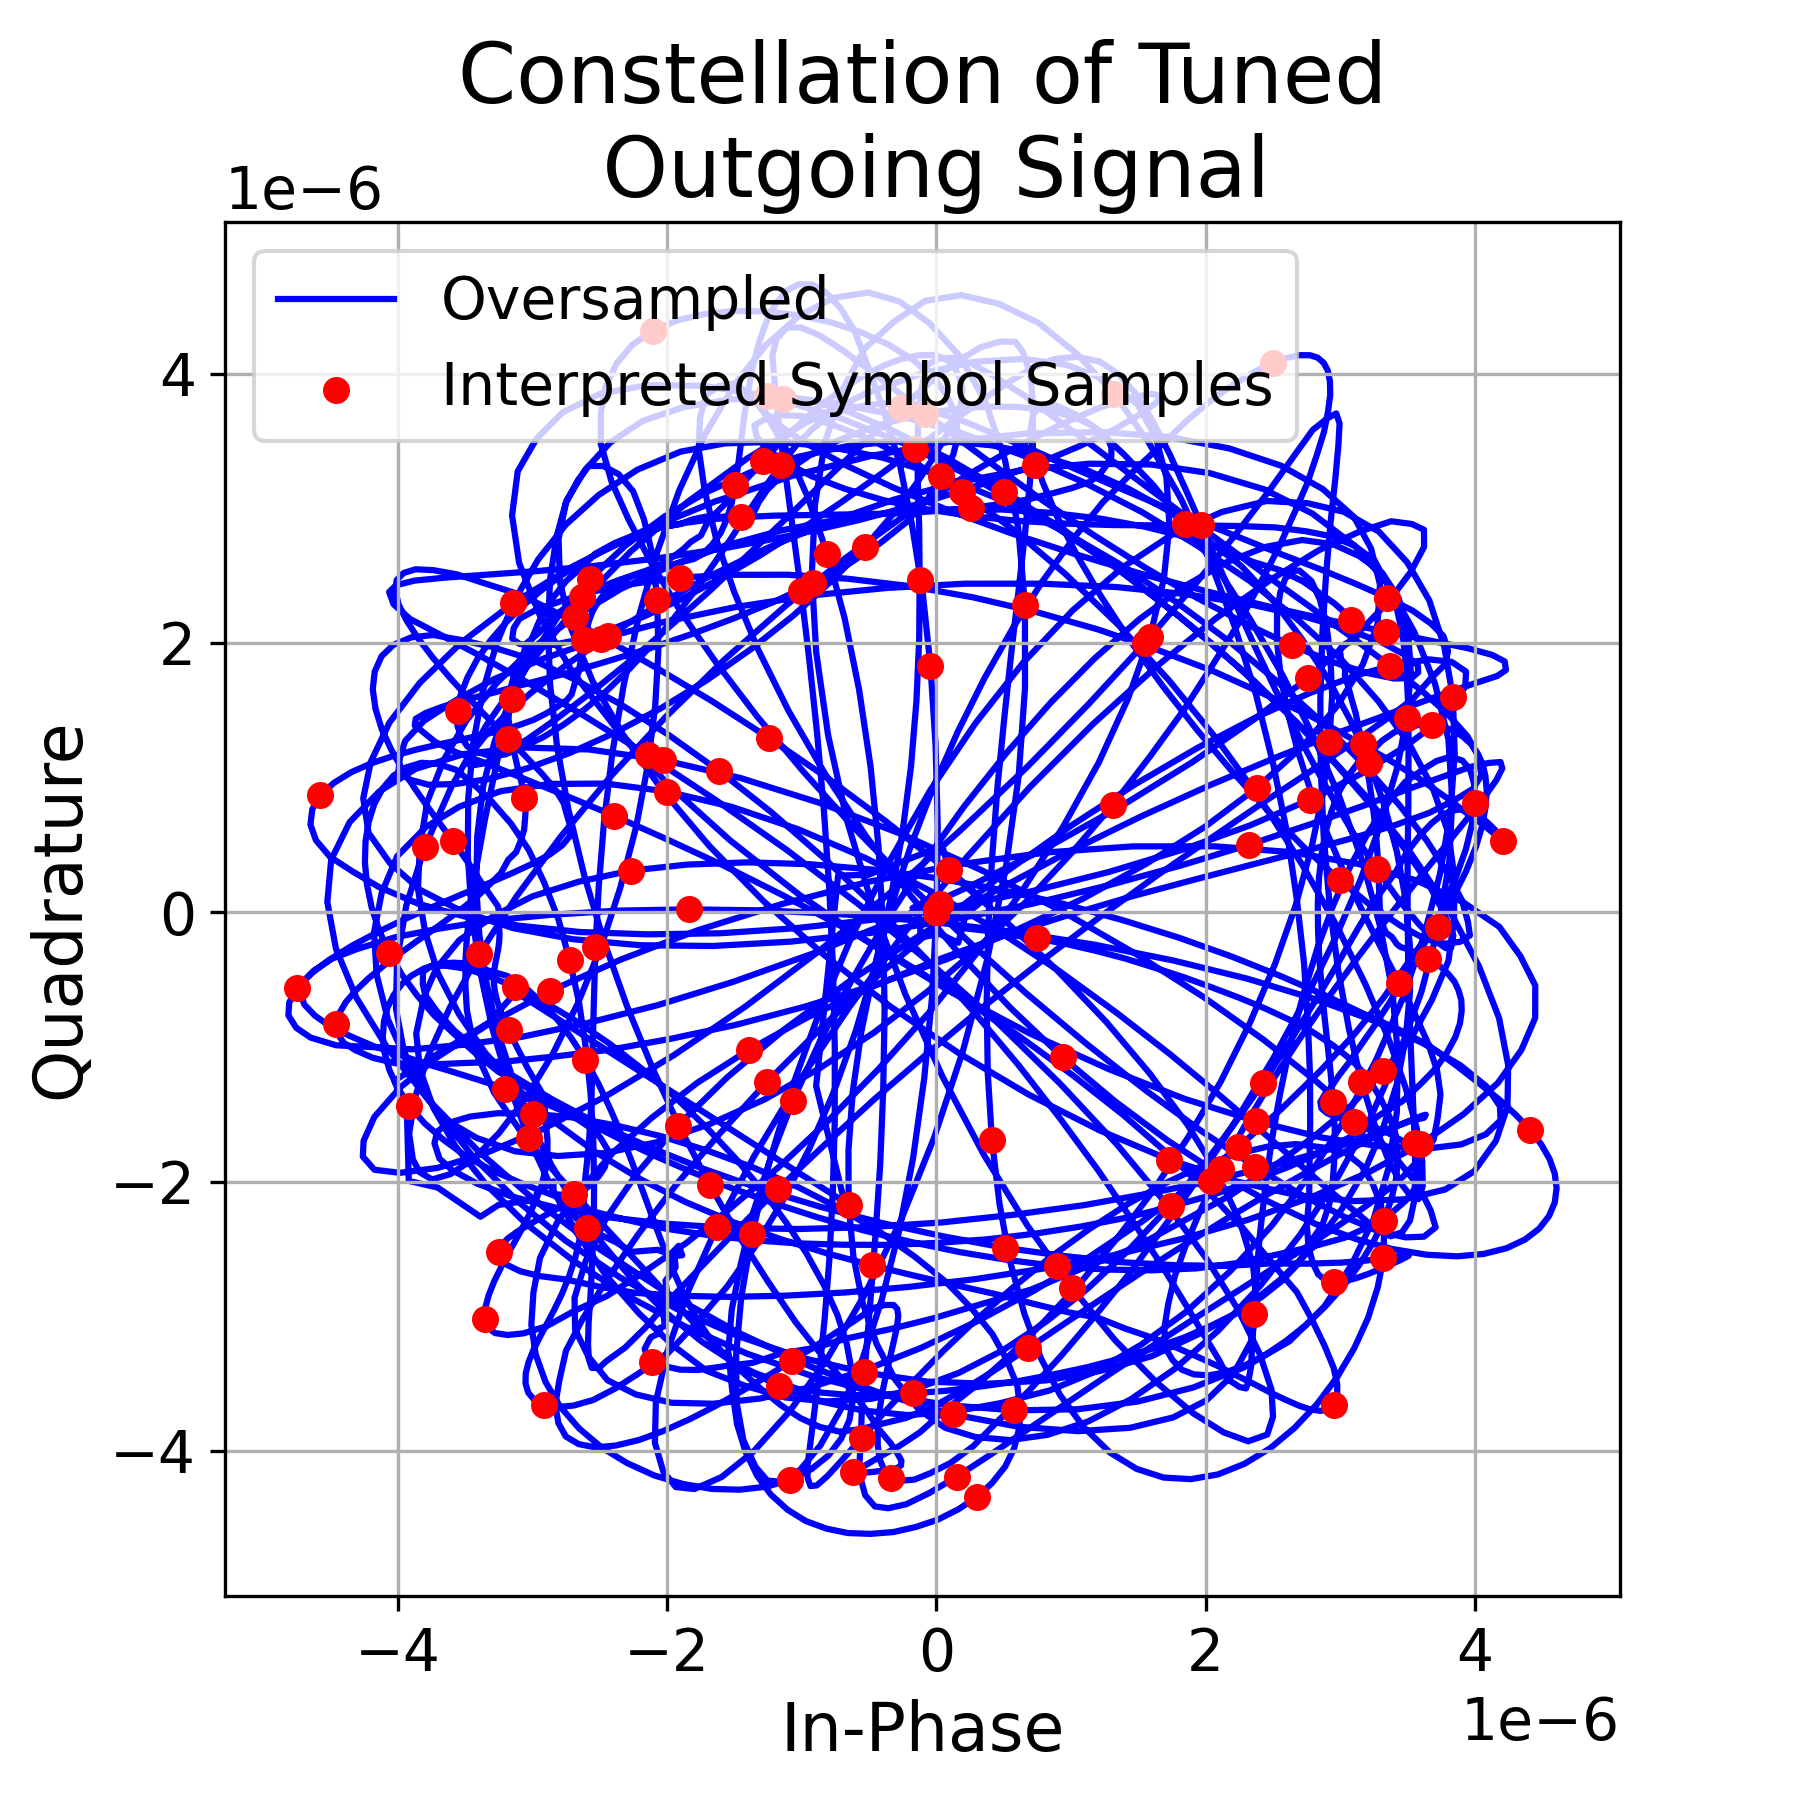 Constellation of Tuned
Outgoing Signal
1e−6
Oversampled
Interpreted Symbol Samples
4
2
0
−2
−4
Quadrature
−4 −2 0 2 4
1e−6
In-Phase